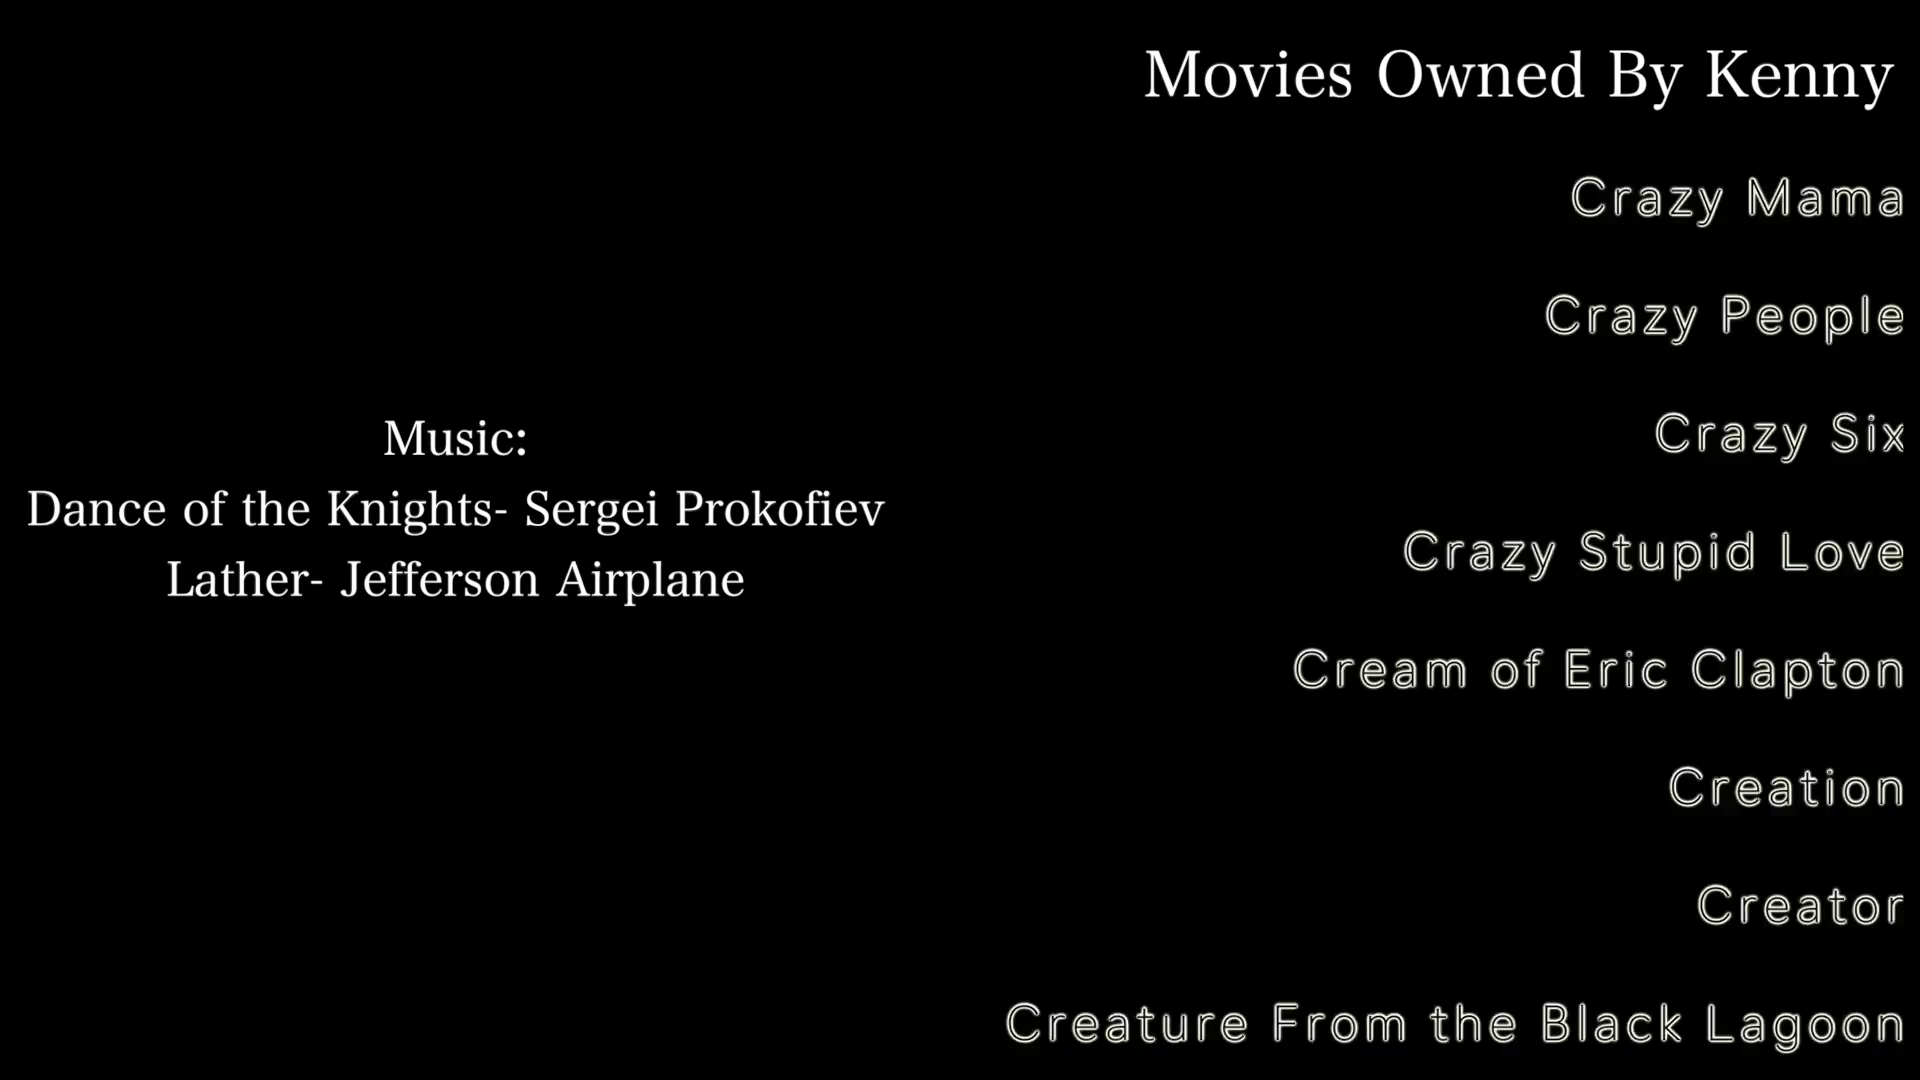 Music:
Dance of the Knights- Sergei Prokofiev
Lather- Jefferson Airplane
Movies Owned By Kenny
Crazy Mama
Crazy People
Crazy Six
Crazy Stupid Love
Cream of Eric Clapton
Creation
Creator
Creature From the Black Lagoon